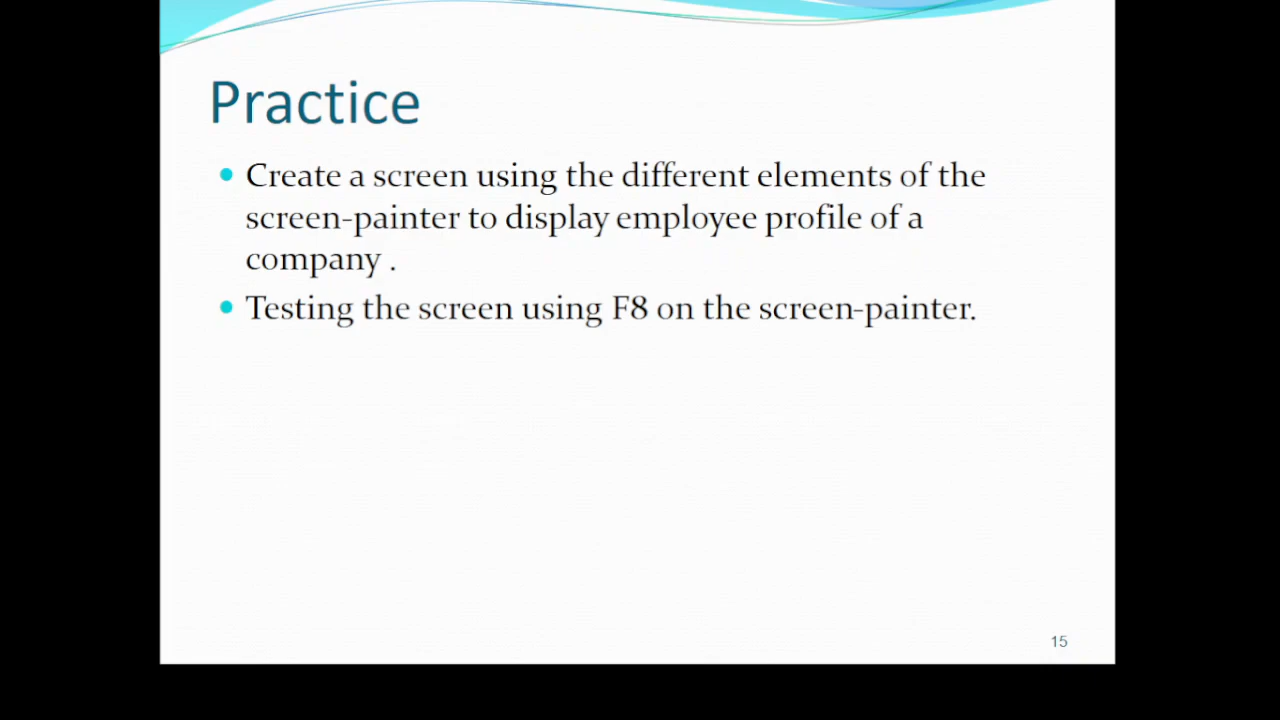 Practice
Create a screen using the different elements of the
screen-painter to display employee profile of a
company .
Testing the screen using F8 on the screen-painter.
15